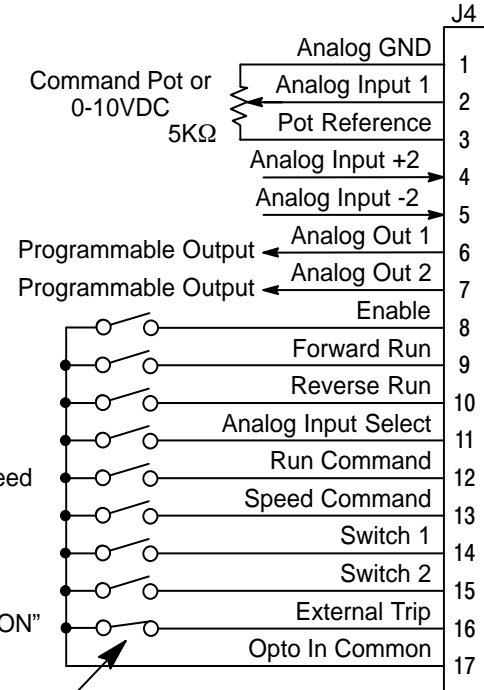 J4
Analog GND 1
Command Pot or
0-10VDC
5KΩ
Analog Input 1 2
Pot Reference 3
Analog Input +2 4
Analog Input -2 5
Programmable Output Analog Out 1 6
Programmable Output Analog Out 2 7
Enable 8
Forward Run 9
Reverse Run 10
Analog Input Select 11
eed Run Command 12
Speed Command 13
Switch 1 14
Switch 2 15
ON” External Trip 16
Opto In Common 17